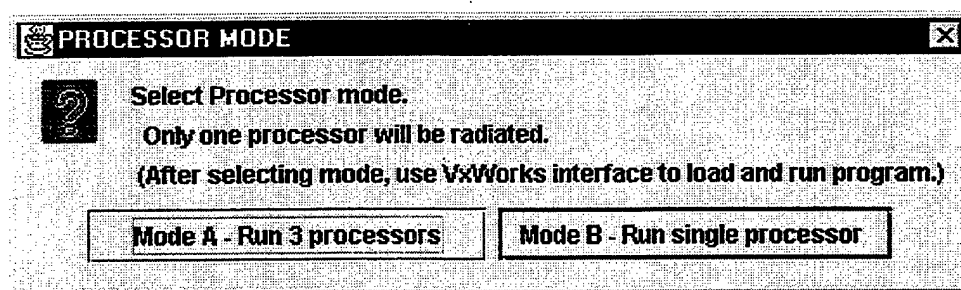 PROCESSOR MODE
Select Processor mode.
Only one processor will be radiated.
(After selecting mode, use VxWorks interface to load and run program.)
Mode A - Run 3 processors
Mode B - Run single processor